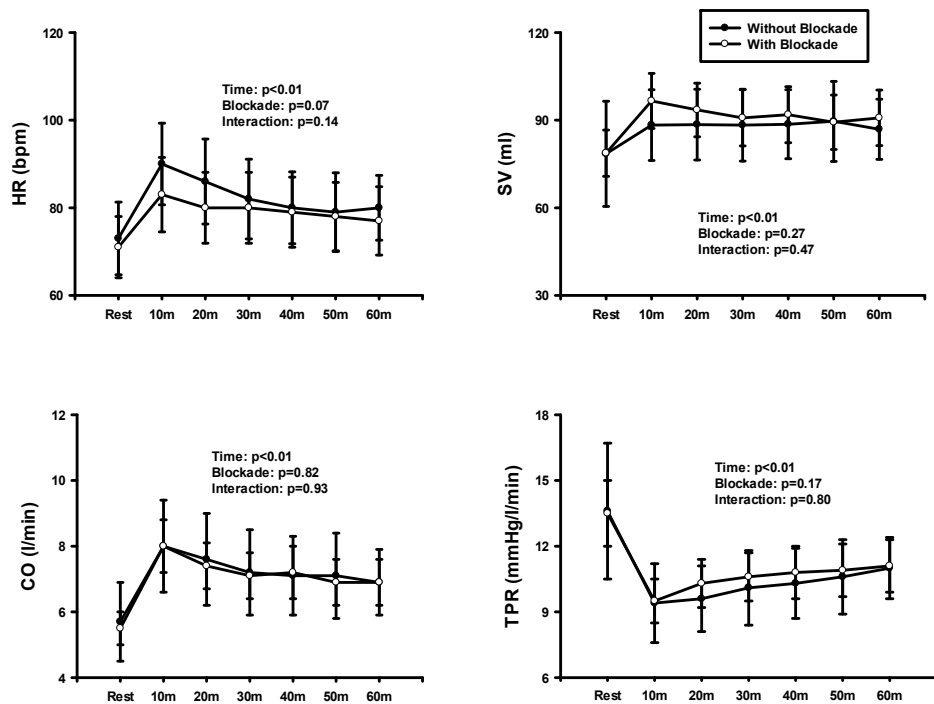 120
100
80
60
HR (bpm)
Time: p<0.01
Blockade: p=0.07
Interaction: p=0.14
Rest 10m 20m 30m 40m 50m 60m
Without Blockade
With Blockade
120
90
60
30
SV (ml)
Time: p<0.01
Blockade: p=0.27
Interaction: p=0.47
Rest 10m 20m 30m 40m 50m 60m
12
10
8
6
4
CO (l/min)
Time: p<0.01
Blockade: p=0.82
Interaction: p=0.93
Rest 10m 20m 30m 40m 50m 60m
18
15
12
9
6
TPR (mmHg/l/min)
Time: p<0.01
Blockade: p=0.17
Interaction: p=0.80
Rest 10m 20m 30m 40m 50m 60m